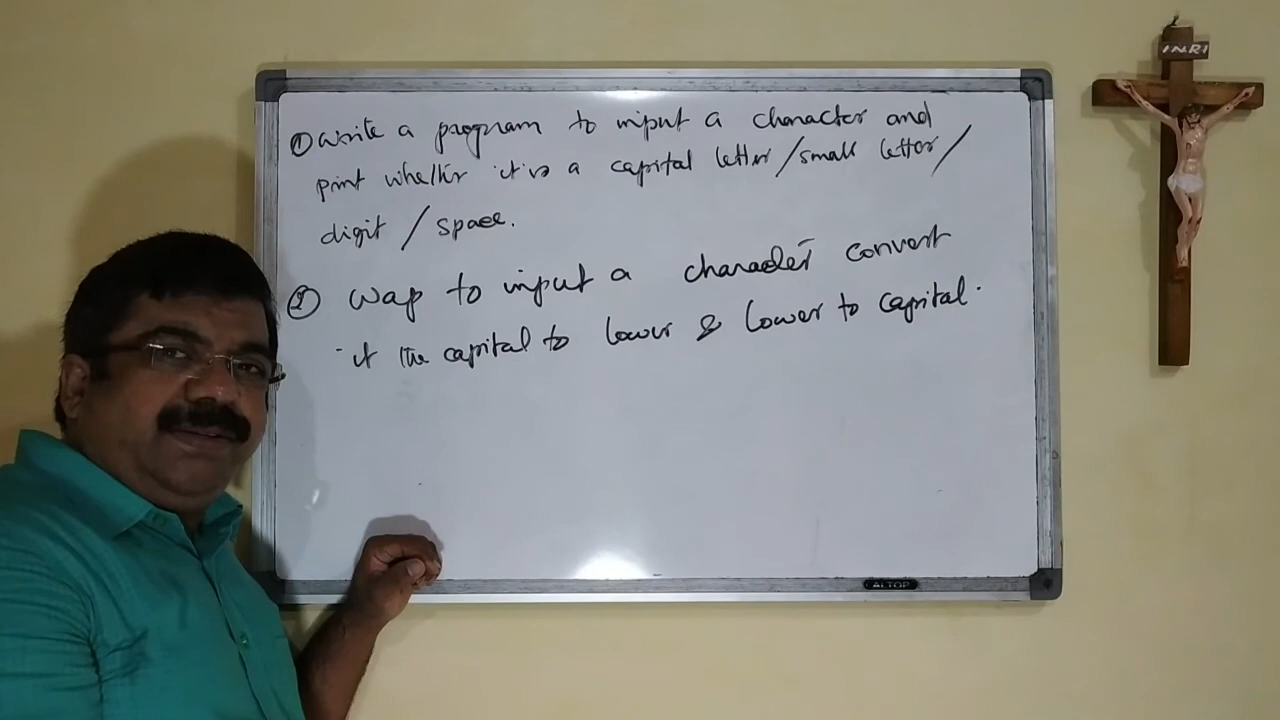 ① Write a program to input a character and
print whether it is a capital letter / small letter /
digit / space.
② WAP to input a character convert
it the capital to lower & lower to capital.
ALTOP
INRI